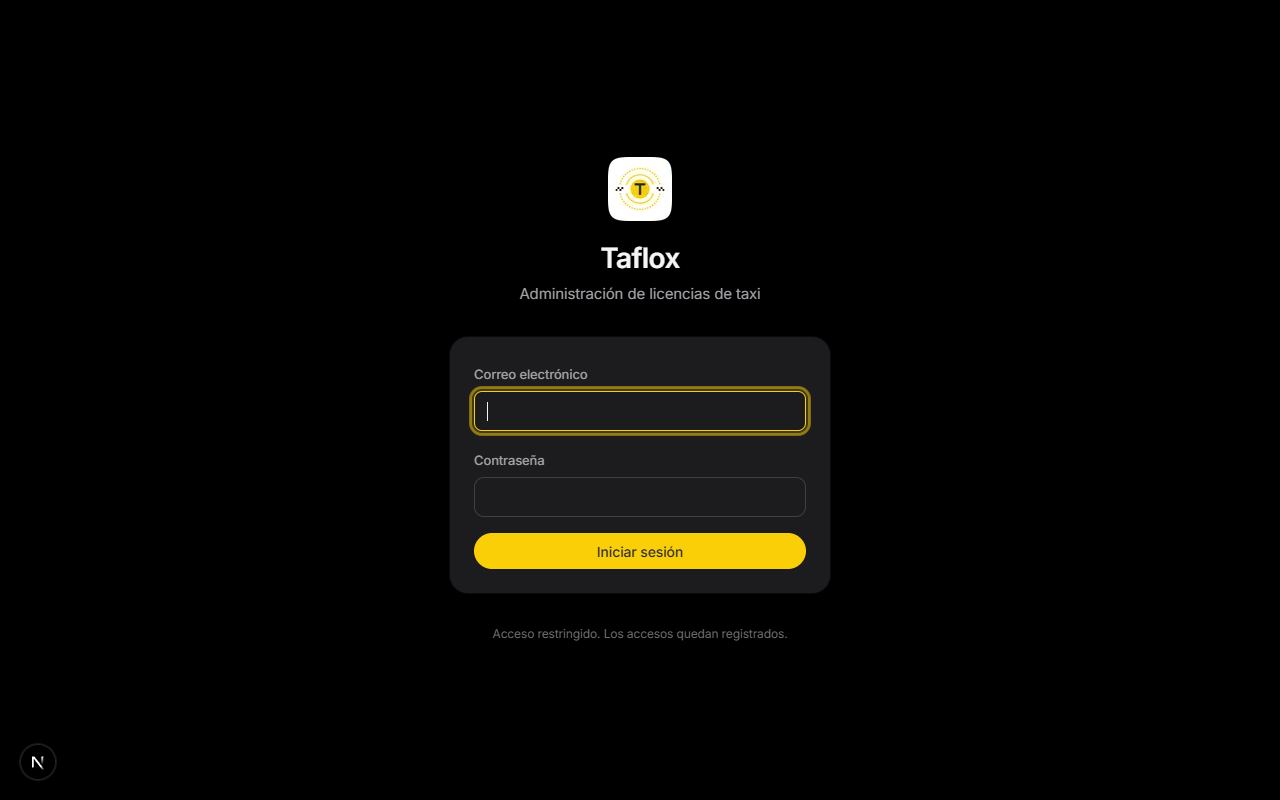 T
Taflox
Administración de licencias de taxi
Correo electrónico
Contraseña
Iniciar sesión
Acceso restringido. Los accesos quedan registrados.
N